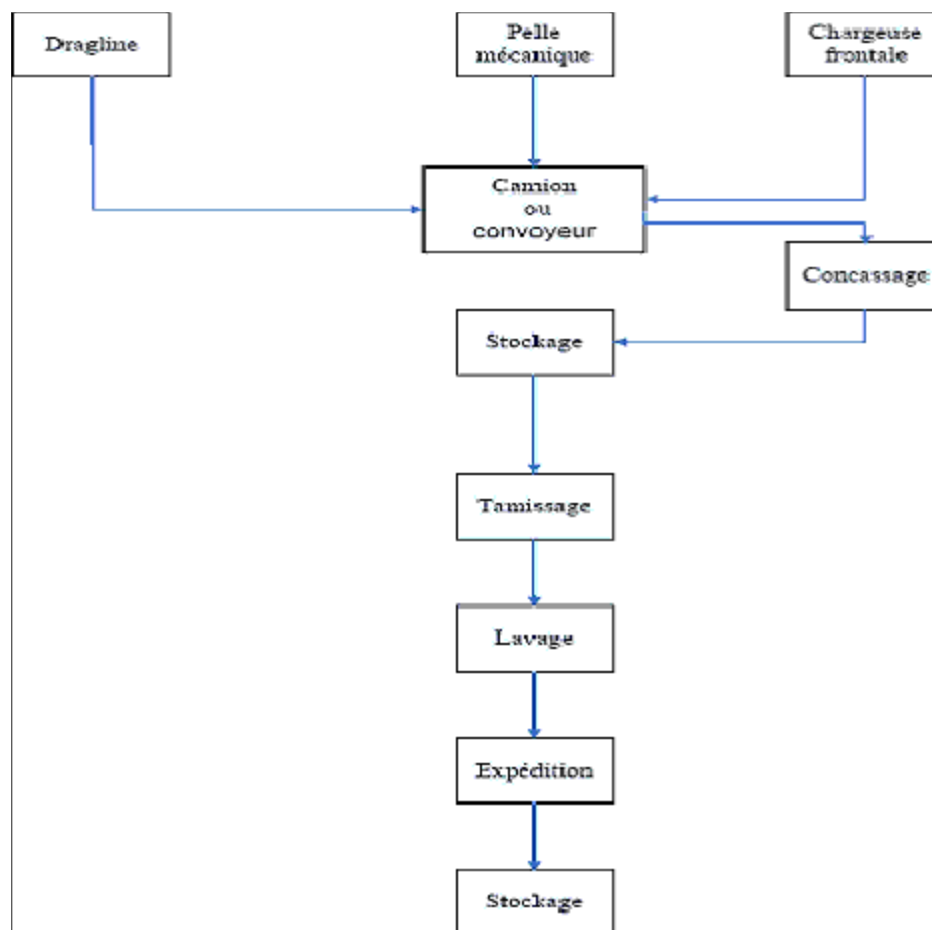 Dragline
Pelle
mécanique
Chargeuse
frontale
Camion
ou
convoyeur
Concassage
Stockage
Tamissage
Lavage
Expédition
Stockage